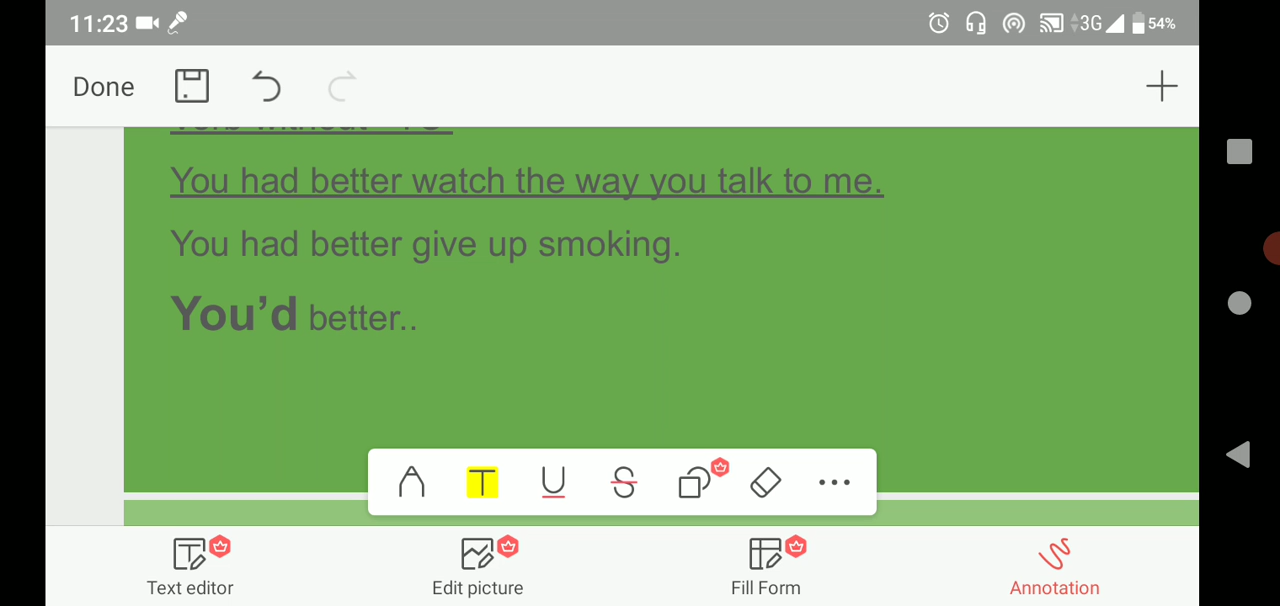 11:23
3G 54%
Done
You had better watch the way you talk to me.
You had better give up smoking.
You’d better..
T U S
Text editor Edit picture Fill Form Annotation